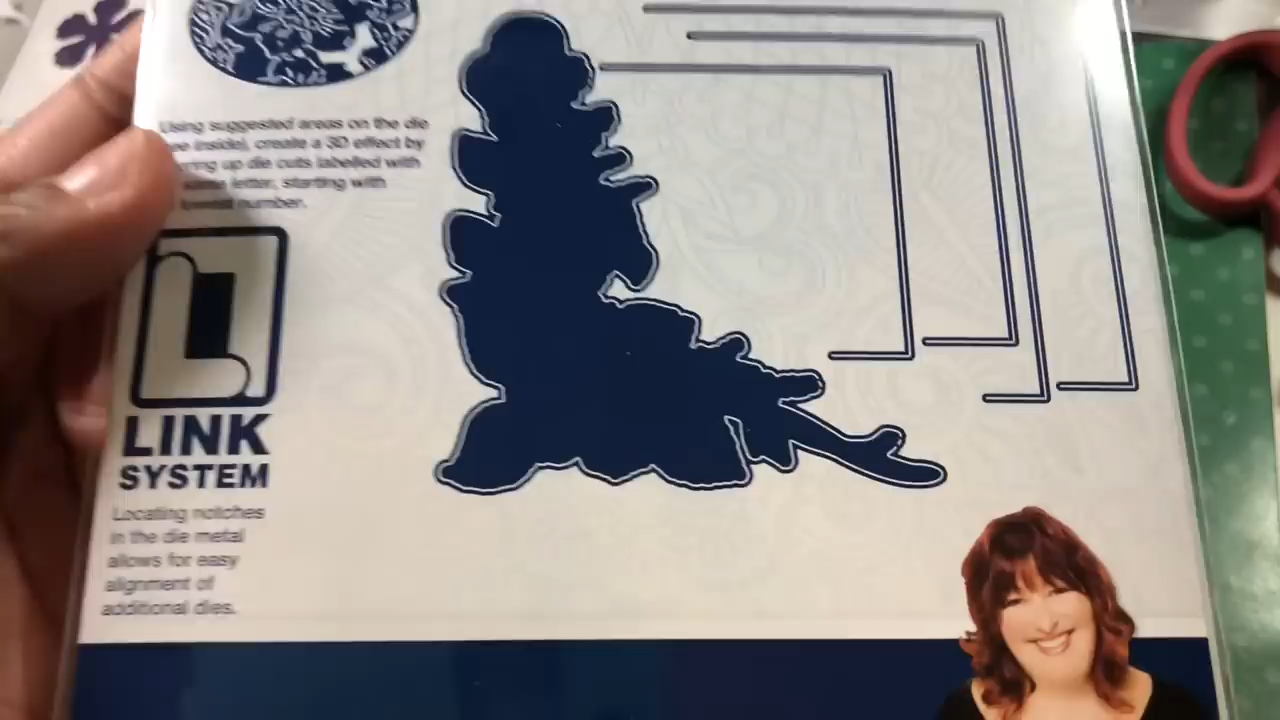 Using suggested areas on the die
inside), create a 3D effect by
up die cuts labelled with
letter, starting with
number.
LINK
SYSTEM
Locating notches
in the die metal
allows for easy
alignment of
additional dies.